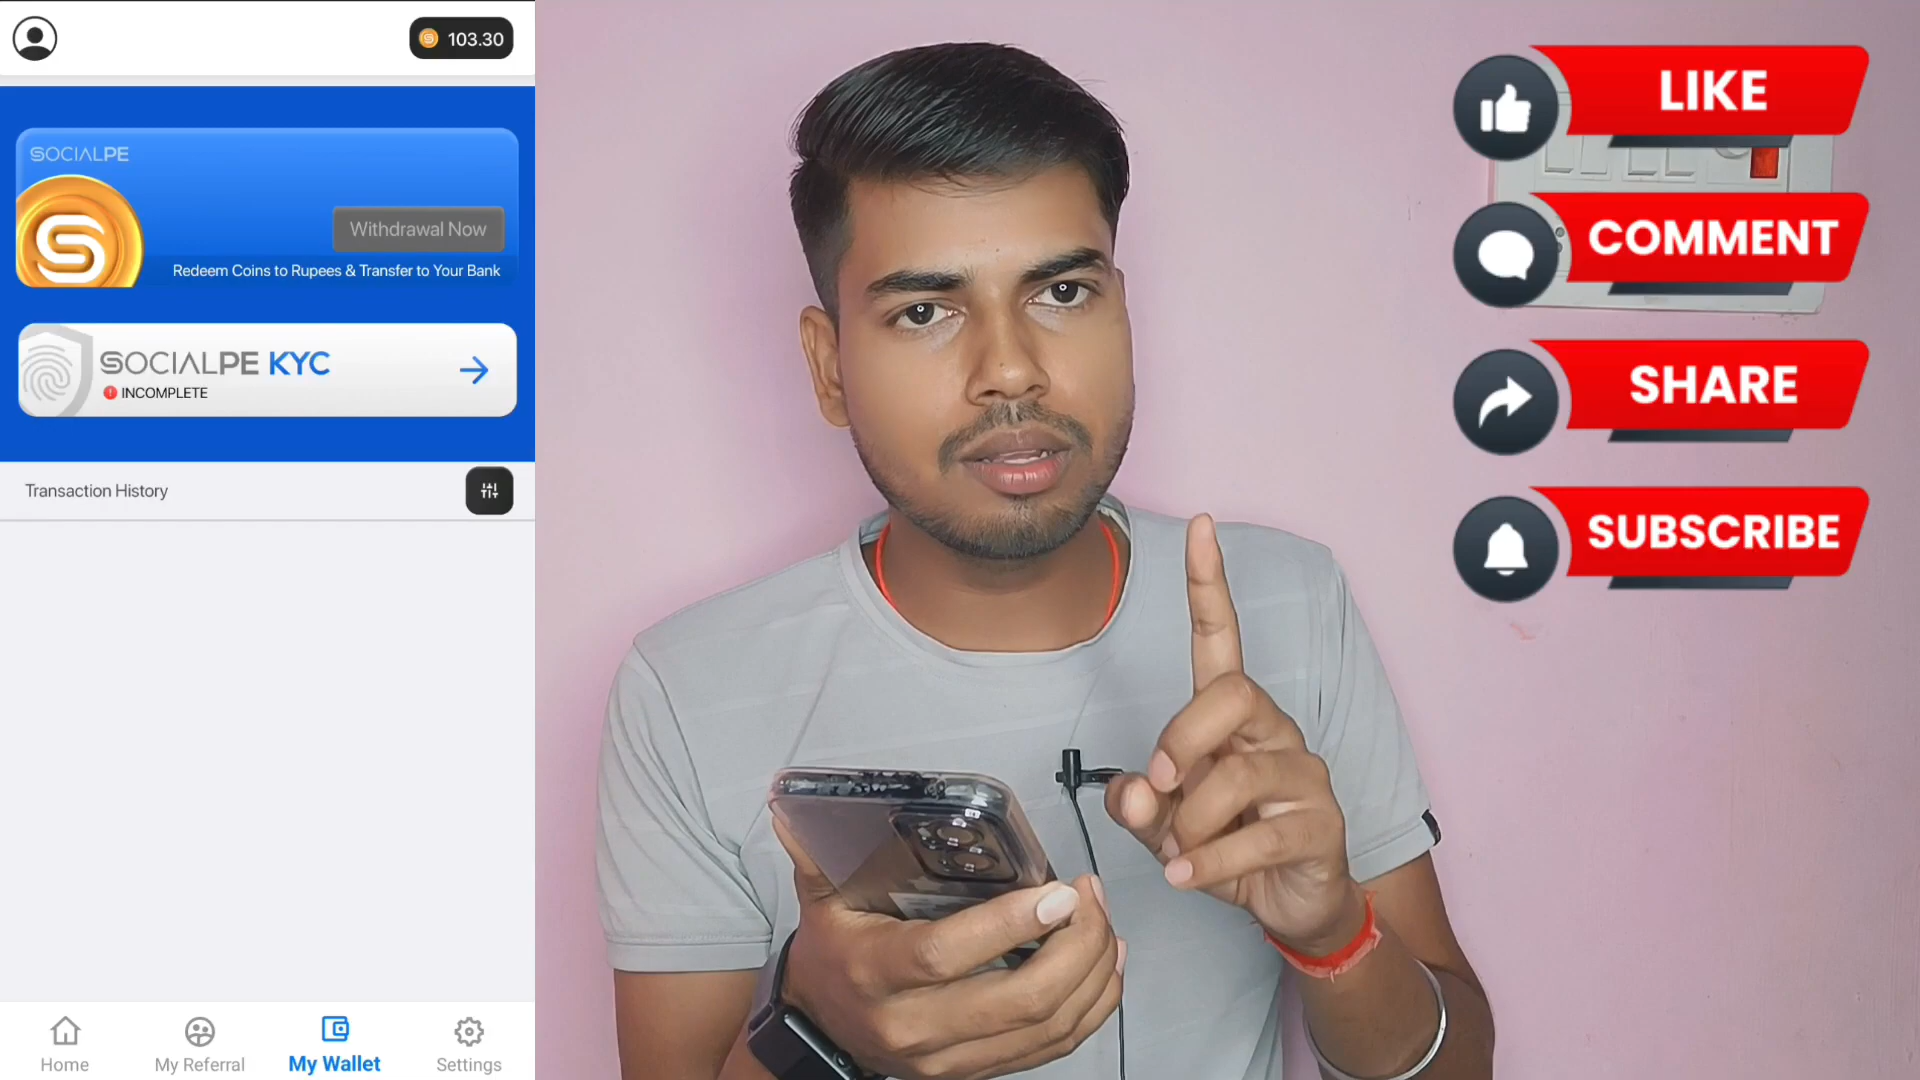 103.30
SOCIALPE
Withdrawal Now
Redeem Coins to Rupees & Transfer to Your Bank
SOCIALPE KYC
INCOMPLETE
Transaction History
Home
My Referral
My Wallet
Settings
LIKE
COMMENT
SHARE
SUBSCRIBE